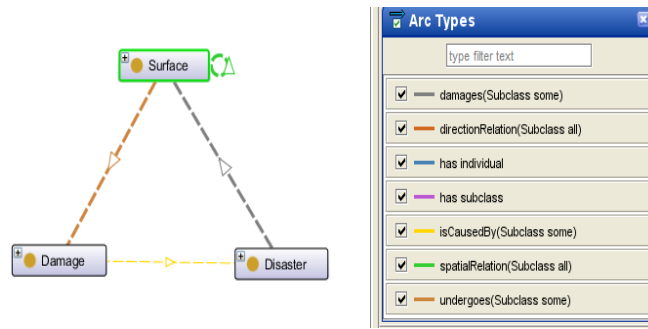 Surface
Damage
Disaster
Arc Types
type filter text
damages(Subclass some)
directionRelation(Subclass all)
has individual
has subclass
isCausedBy(Subclass some)
spatialRelation(Subclass all)
undergoes(Subclass some)